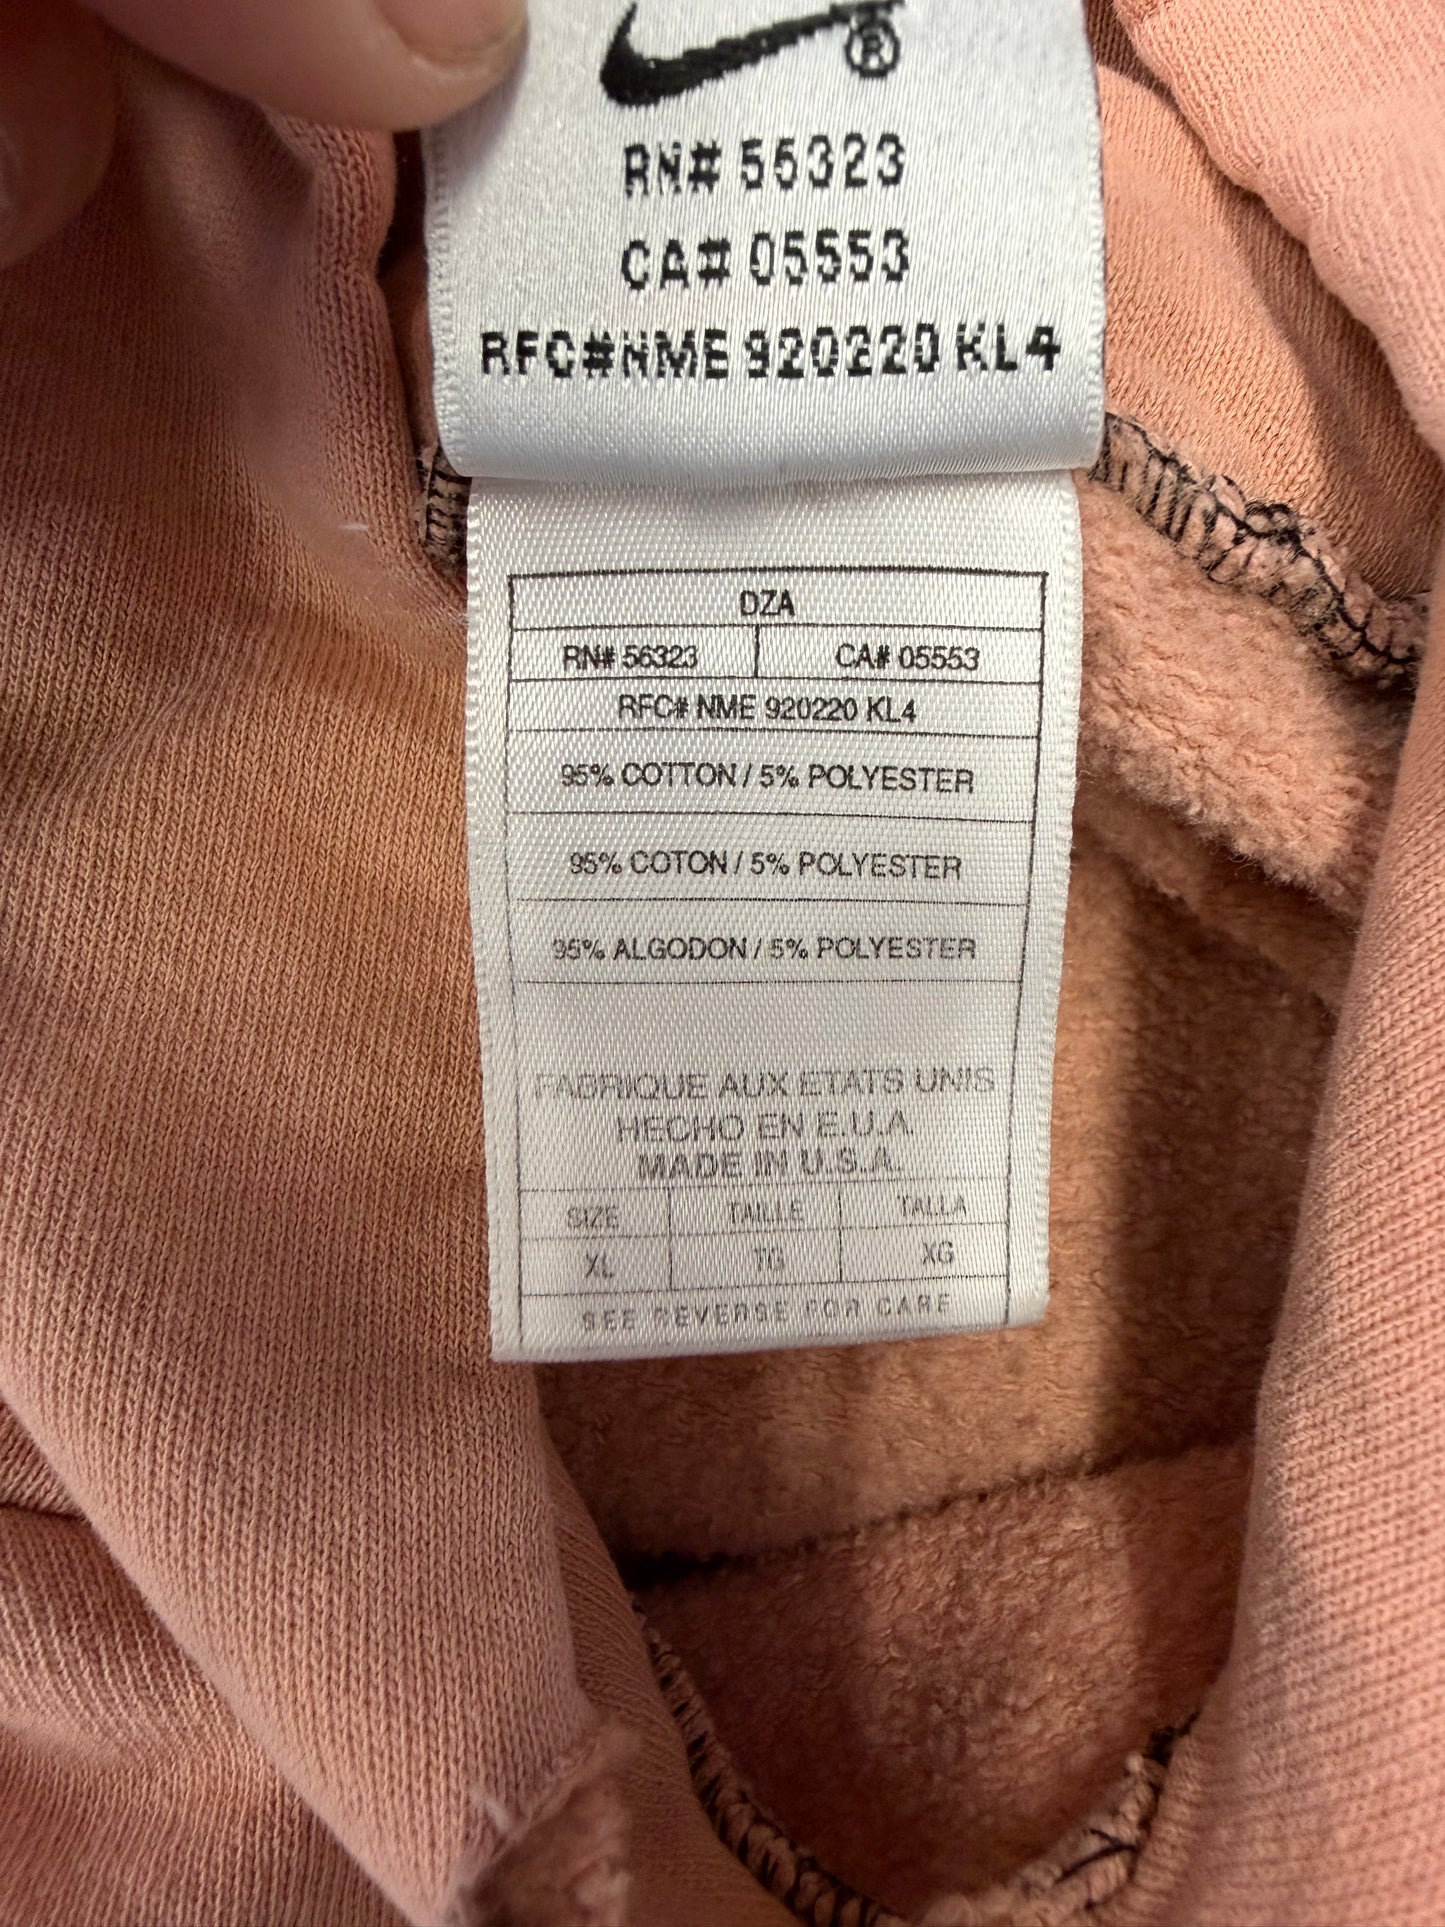 ®
RN# 56323
CA# 05553
RFC#NME 920220 KL4
DZA
RN# 56323 CA# 05553
RFC# NME 920220 KL4
95% COTTON / 5% POLYESTER
95% COTON / 5% POLYESTER
95% ALGODON / 5% POLYESTER
FABRIQUE AUX ETATS UNIS
HECHO EN E.U.A.
MADE IN U.S.A.
SIZE TAILLE TALLA
XL TG XG
SEE REVERSE FOR CARE